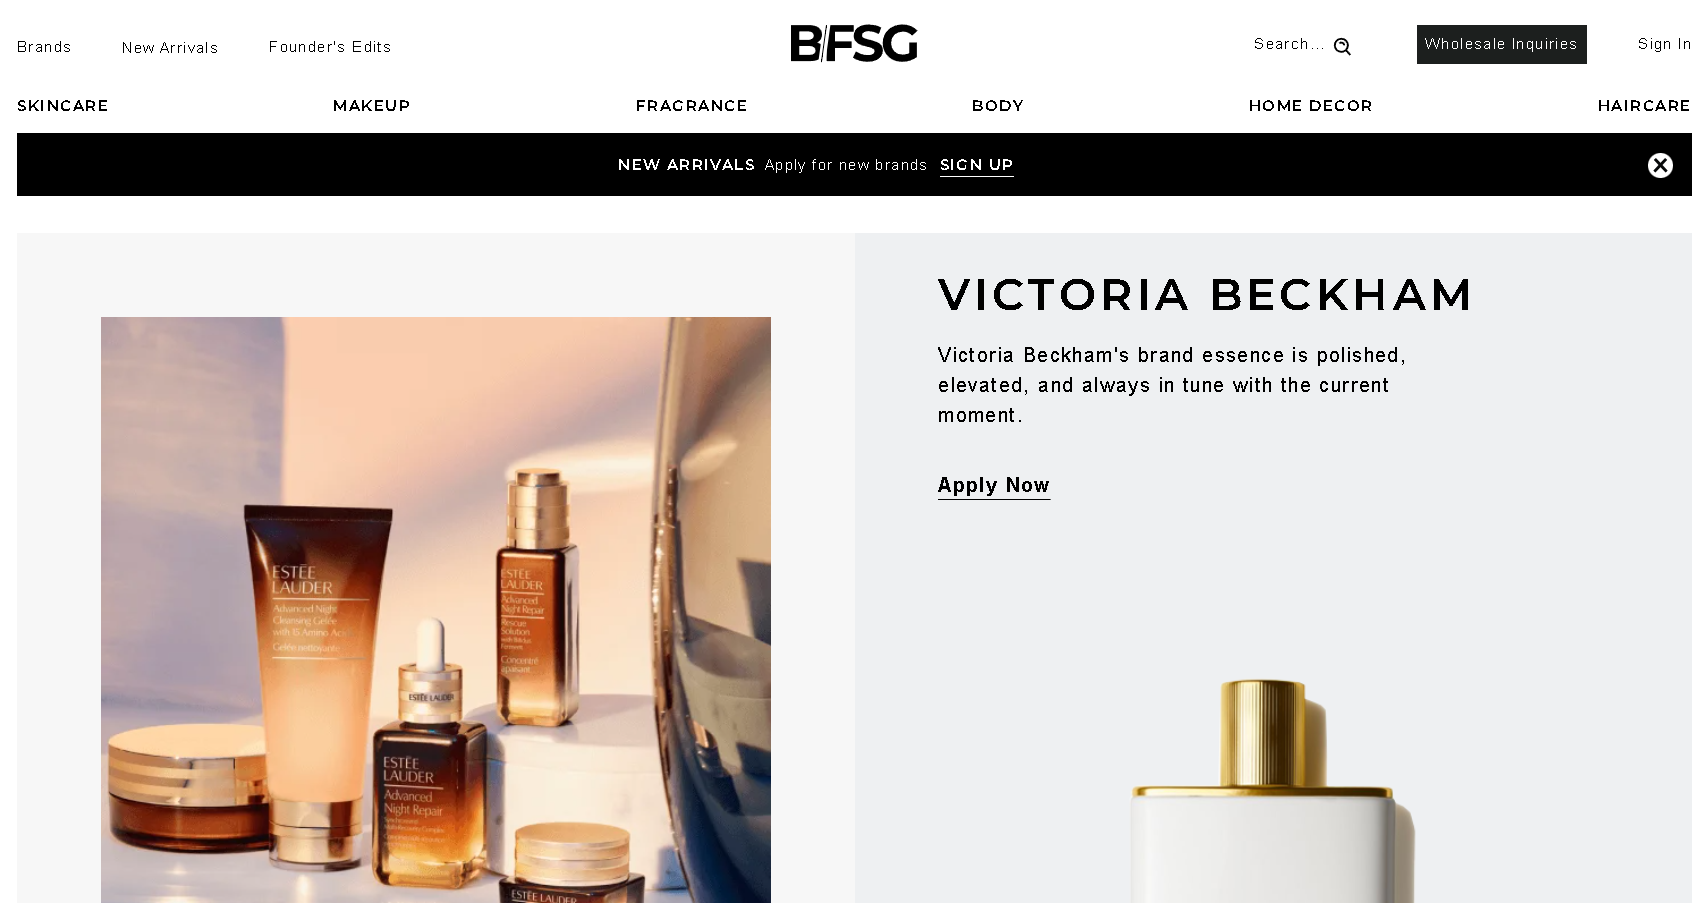 Brands
New Arrivals
Founder's Edits
B/FSG
Search...
Wholesale Inquiries
Sign In
SKINCARE
MAKEUP
FRAGRANCE
BODY
HOME DECOR
HAIRCARE
NEW ARRIVALS Apply for new brands SIGN UP
VICTORIA BECKHAM
Victoria Beckham's brand essence is polished,
elevated, and always in tune with the current
moment.
Apply Now
ESTĒE
LAUDER
Advanced Night
Cleansing Gelée
with 15 Amino Acids
Gelée nettoyante
ESTĒE
LAUDER
Advanced
Night Repair
Rescue
Solution
Concentré
apaisant
ESTĒE LAUDER
ESTĒE
LAUDER
Advanced
Night Repair
ESTĒE LAUDER